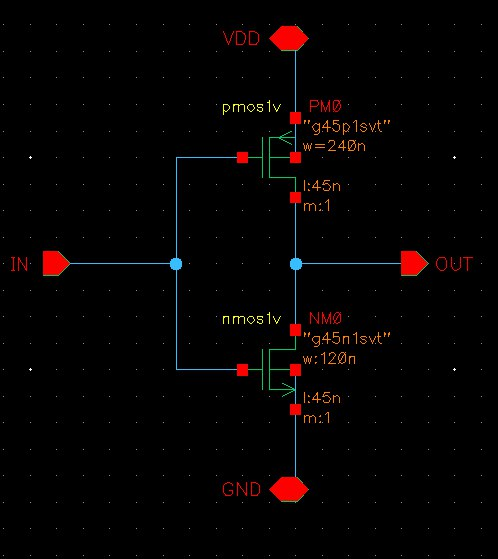 VDD
pmos1v
PM0
"g45p1svt"
w=240n
l:45n
m:1
IN
OUT
nmos1v
NM0
"g45n1svt"
w:120n
l:45n
m:1
GND